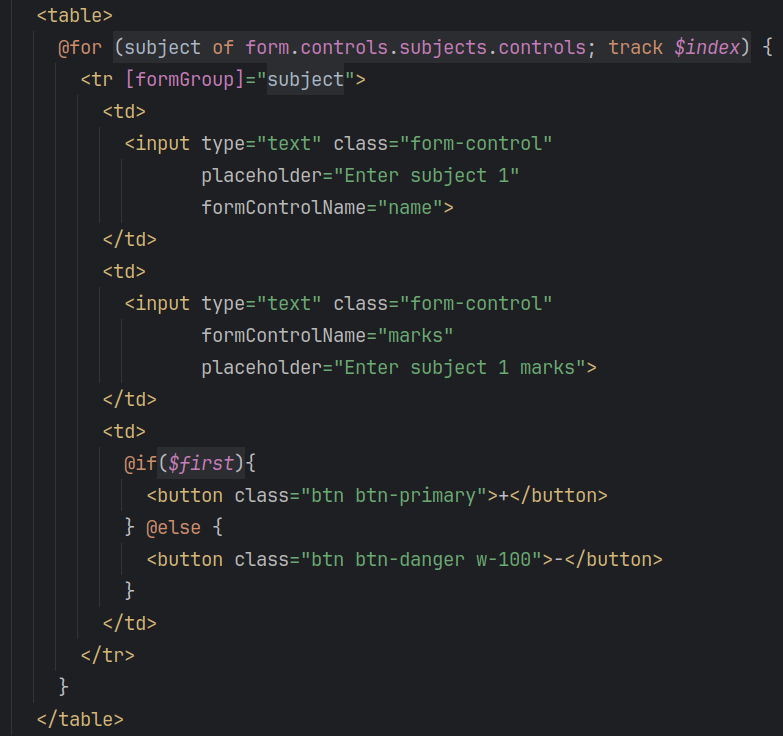 <table>
  @for (subject of form.controls.subjects.controls; track $index) {
    <tr [formGroup]="subject">
      <td>
        <input type="text" class="form-control"
               placeholder="Enter subject 1"
               formControlName="name">
      </td>
      <td>
        <input type="text" class="form-control"
               formControlName="marks"
               placeholder="Enter subject 1 marks">
      </td>
      <td>
        @if($first){
          <button class="btn btn-primary">+</button>
        } @else {
          <button class="btn btn-danger w-100">-</button>
        }
      </td>
    </tr>
  }
</table>